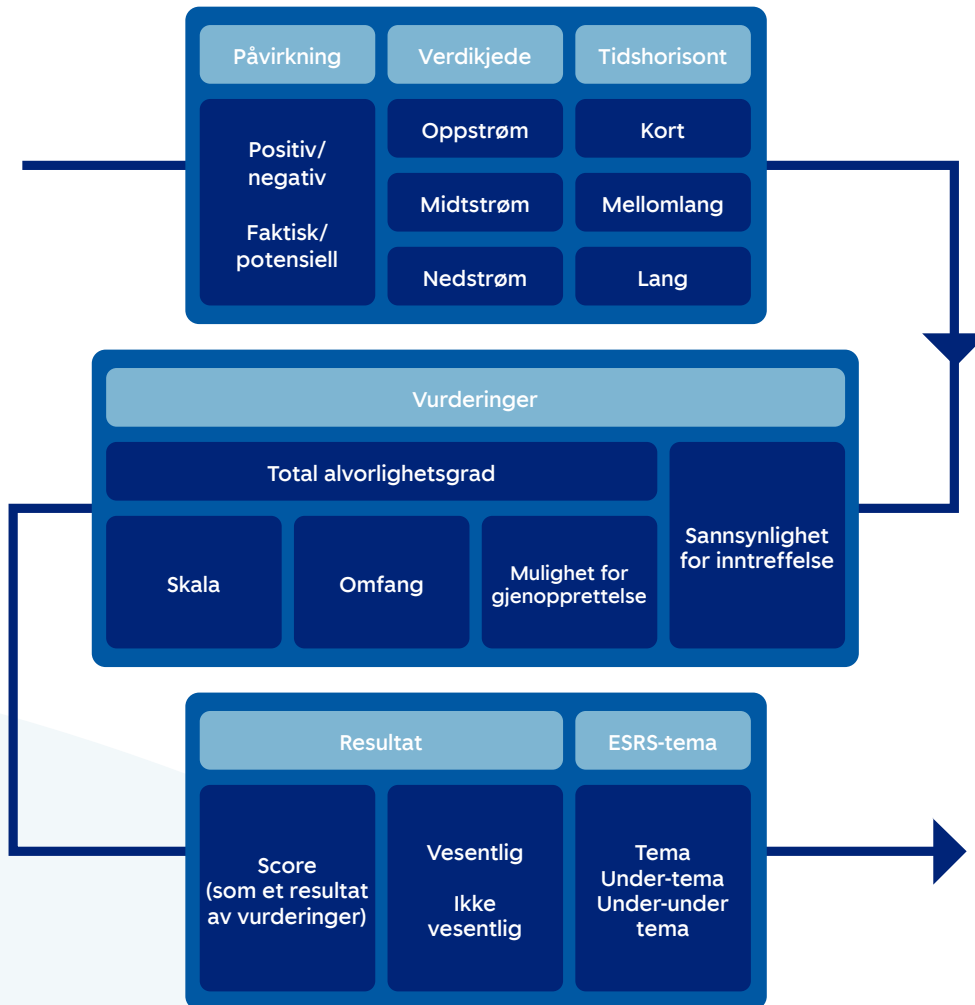 Påvirkning
Verdikjede
Tidshorisont
Positiv/
negativ
Faktisk/
potensiell
Oppstrøm
Midtstrøm
Nedstrøm
Kort
Mellomlang
Lang
Vurderinger
Total alvorlighetsgrad
Skala
Omfang
Mulighet for
gjenopprettelse
Sannsynlighet
for inntreffelse
Resultat
ESRS-tema
Score
(som et resultat
av vurderinger)
Vesentlig
Ikke
vesentlig
Tema
Under-tema
Under-under
tema